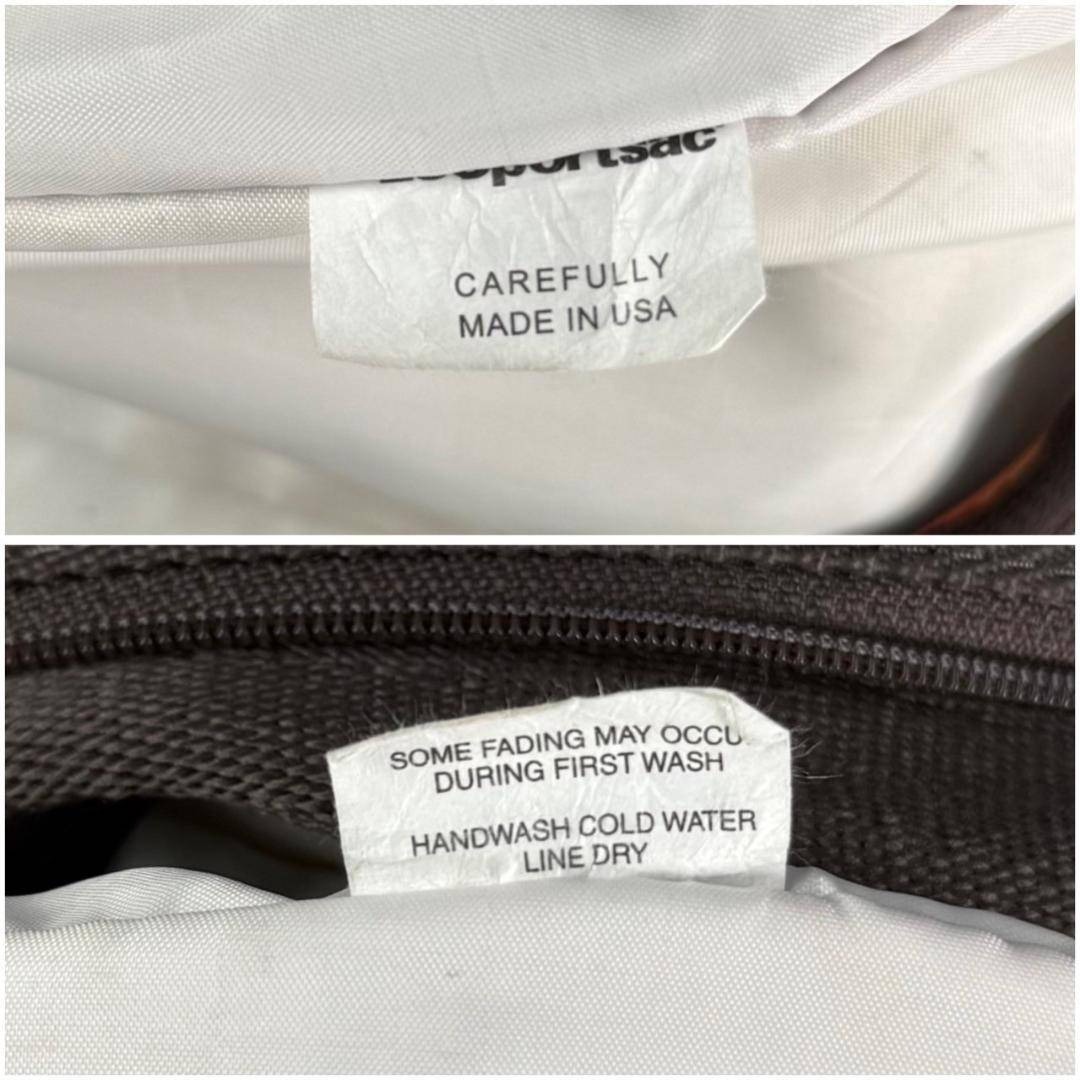 CAREFULLY
MADE IN USA
SOME FADING MAY OCCU
DURING FIRST WASH
HANDWASH COLD WATER
LINE DRY